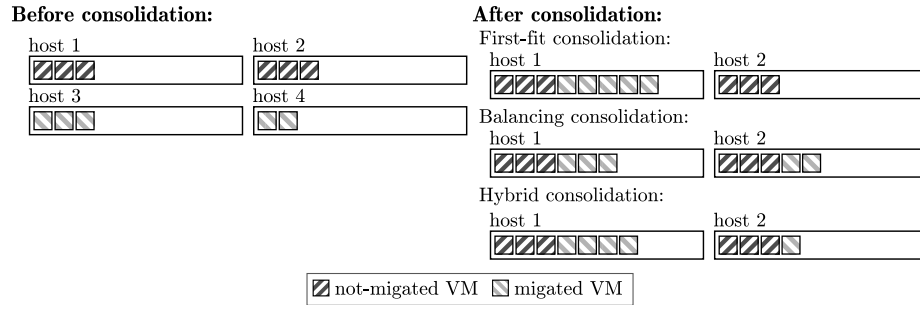 Before consolidation:
host 1
host 2
host 3
host 4
After consolidation:
First-fit consolidation:
host 1
host 2
Balancing consolidation:
host 1
host 2
Hybrid consolidation:
host 1
host 2
not-migated VM
migated VM